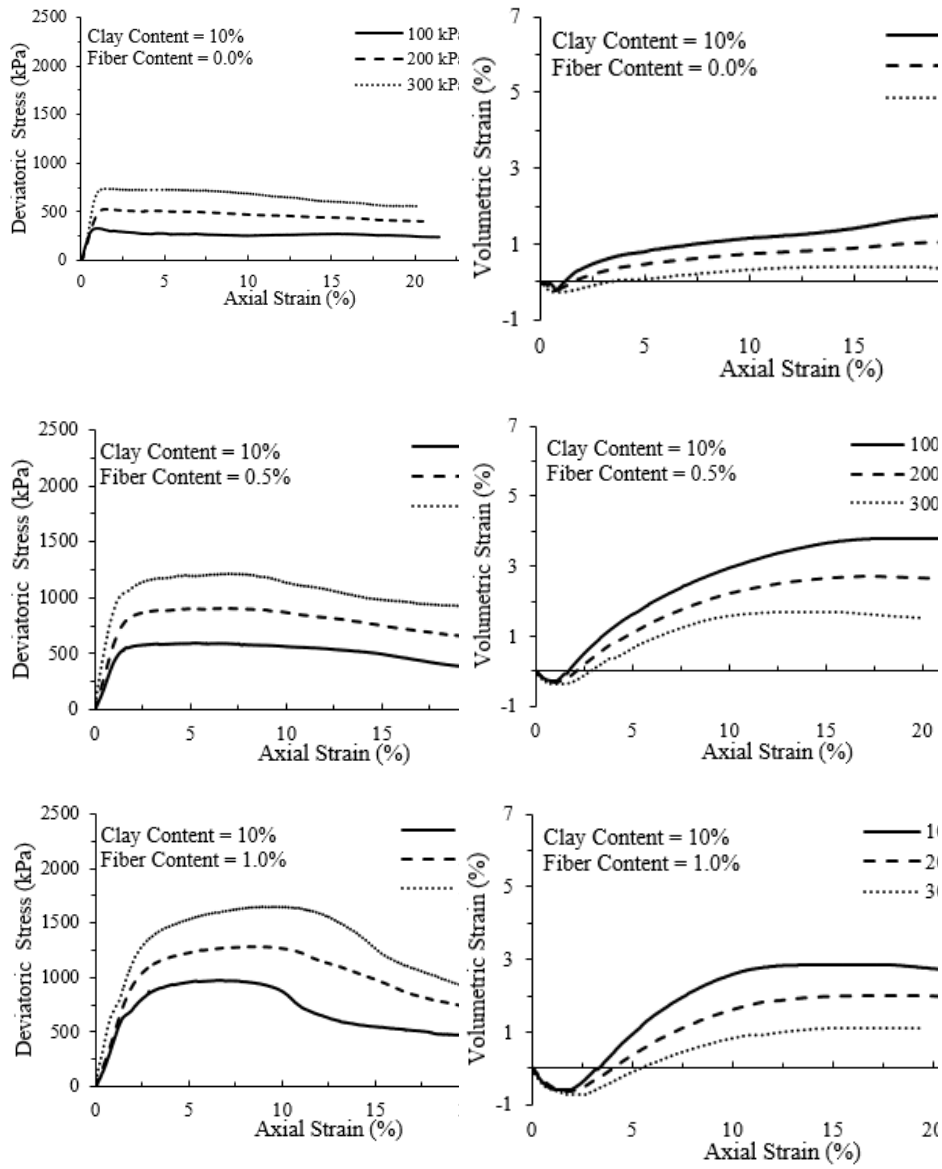 2500
2000
1500
1000
500
0
Deviatoric Stress (kPa)
Clay Content = 10%
Fiber Content = 0.0%
100 kPa
200 kPa
300 kPa
0 5 10 15 20
Axial Strain (%)
7
5
3
1
-1
Volumetric Strain (%)
Clay Content = 10%
Fiber Content = 0.0%
0 5 10 15
Axial Strain (%)
2500
2000
1500
1000
500
0
Deviatoric Stress (kPa)
Clay Content = 10%
Fiber Content = 0.5%
0 5 10 15
Axial Strain (%)
7
5
3
1
-1
Volumetric Strain (%)
Clay Content = 10%
Fiber Content = 0.5%
100
200
300
0 5 10 15 20
Axial Strain (%)
2500
2000
1500
1000
500
0
Deviatoric Stress (kPa)
Clay Content = 10%
Fiber Content = 1.0%
0 5 10 15
Axial Strain (%)
7
5
3
1
-1
Volumetric Strain (%)
Clay Content = 10%
Fiber Content = 1.0%
10
20
30
0 5 10 15 20
Axial Strain (%)